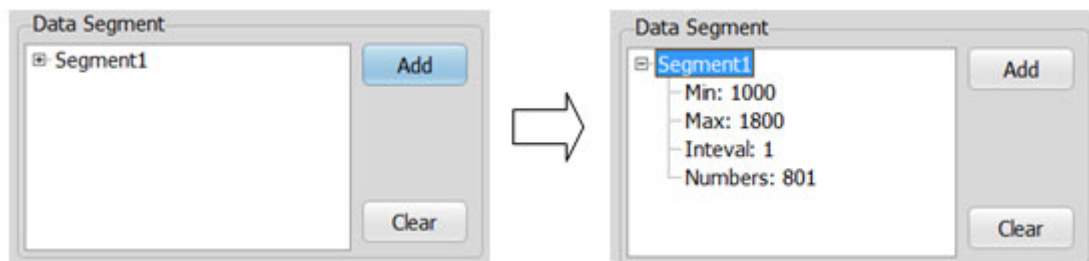 Data Segment
Segment1
Add
Clear
Data Segment
Segment1
Min: 1000
Max: 1800
Inteval: 1
Numbers: 801
Add
Clear